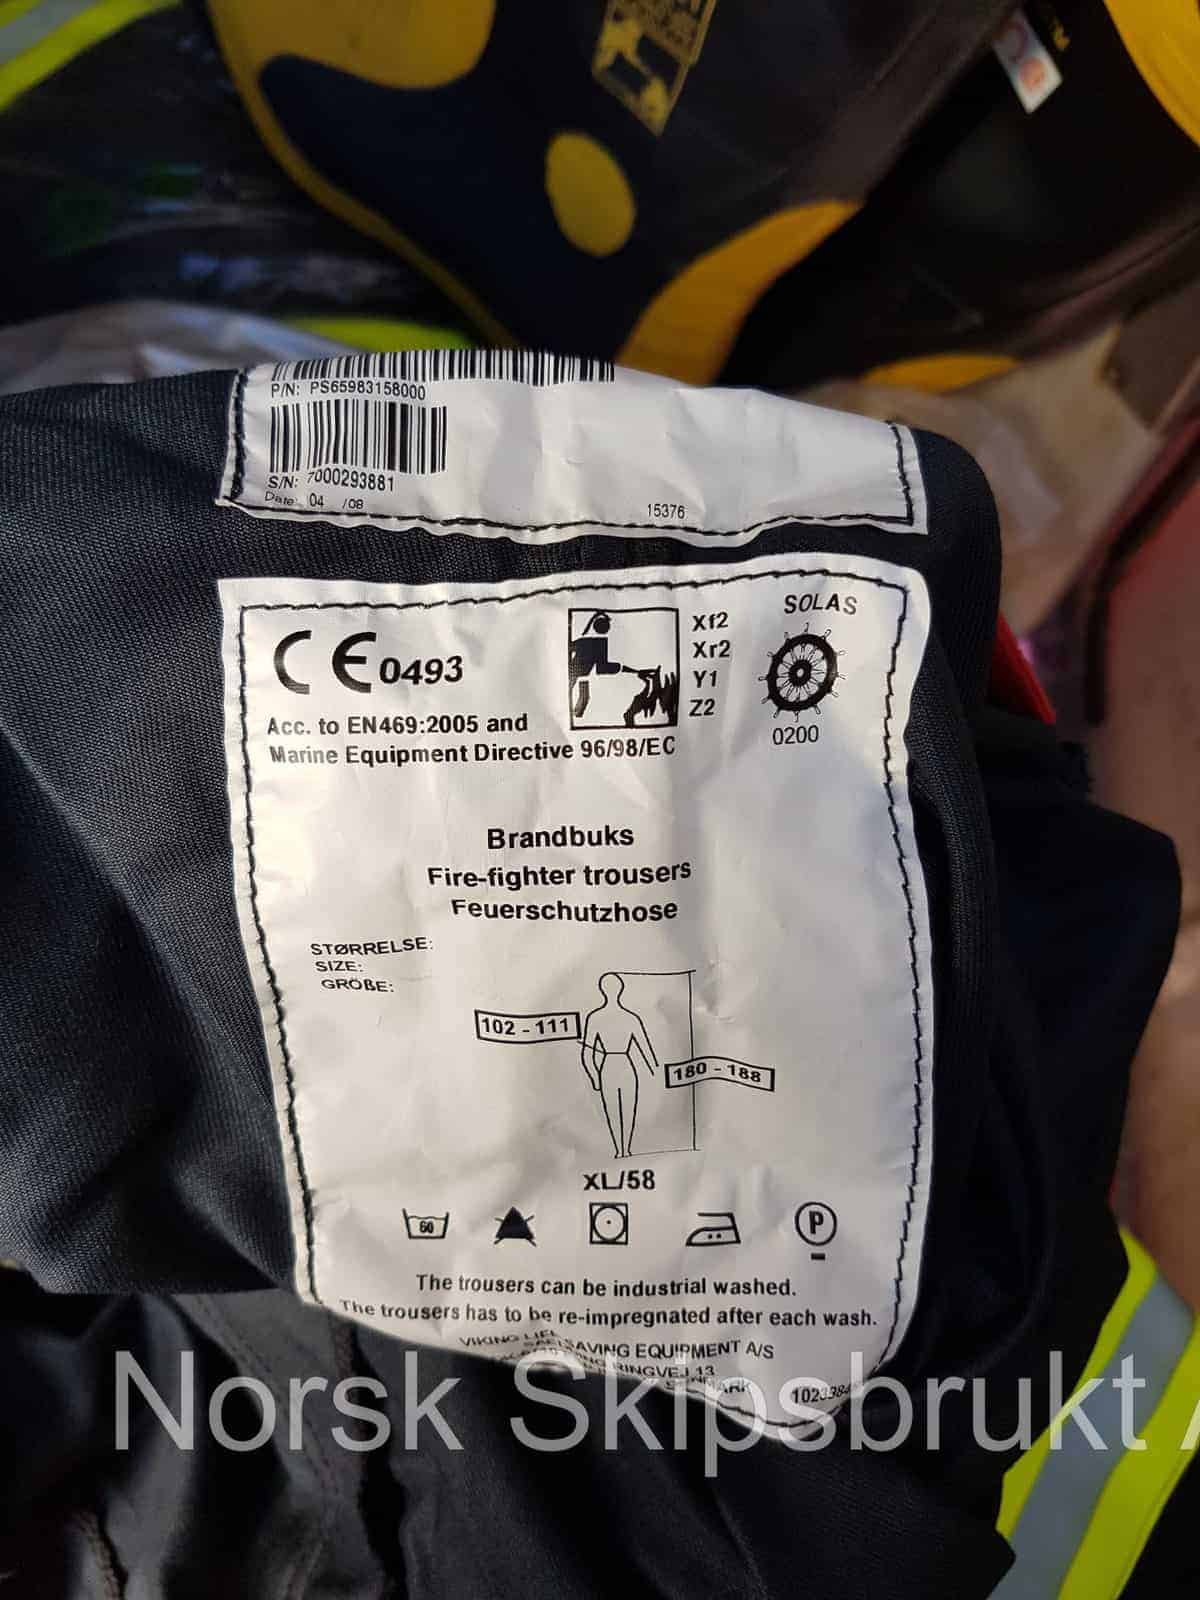 P/N: PS65983158000
S/N: 7000293881
Date: 04 /08
15376
SOLAS
CE 0493
Xf2
Xr2
Y1
Z2
0200
Acc. to EN469:2005 and
Marine Equipment Directive 96/98/EC
Brandbuks
Fire-fighter trousers
Feuerschutzhose
STØRRELSE:
SIZE:
GRÖßE:
102 - 111
180 - 188
XL/58
60
P
The trousers can be industrial washed.
The trousers has to be re-impregnated after each wash.
VIKING LIFE SAVING EQUIPMENT A/S
RINGVEJ 13
Norsk Skipsbrukt A